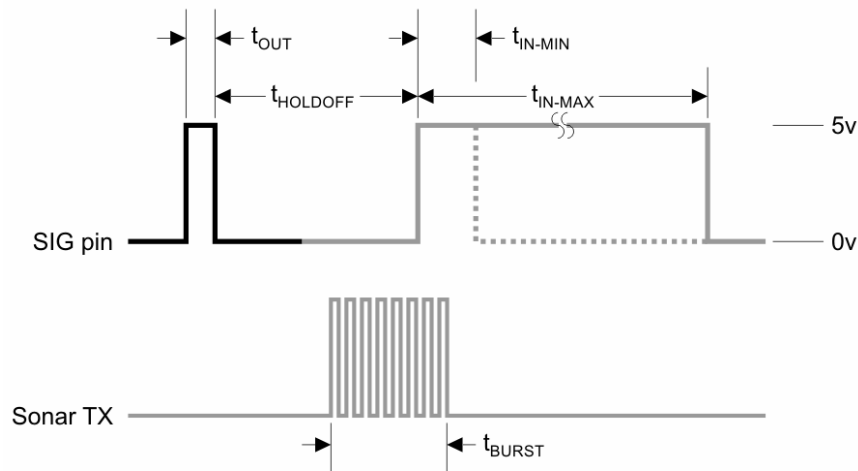 tOUT
tIN-MIN
tHOLDOFF
tIN-MAX
5v
SIG pin
0v
Sonar TX
tBURST